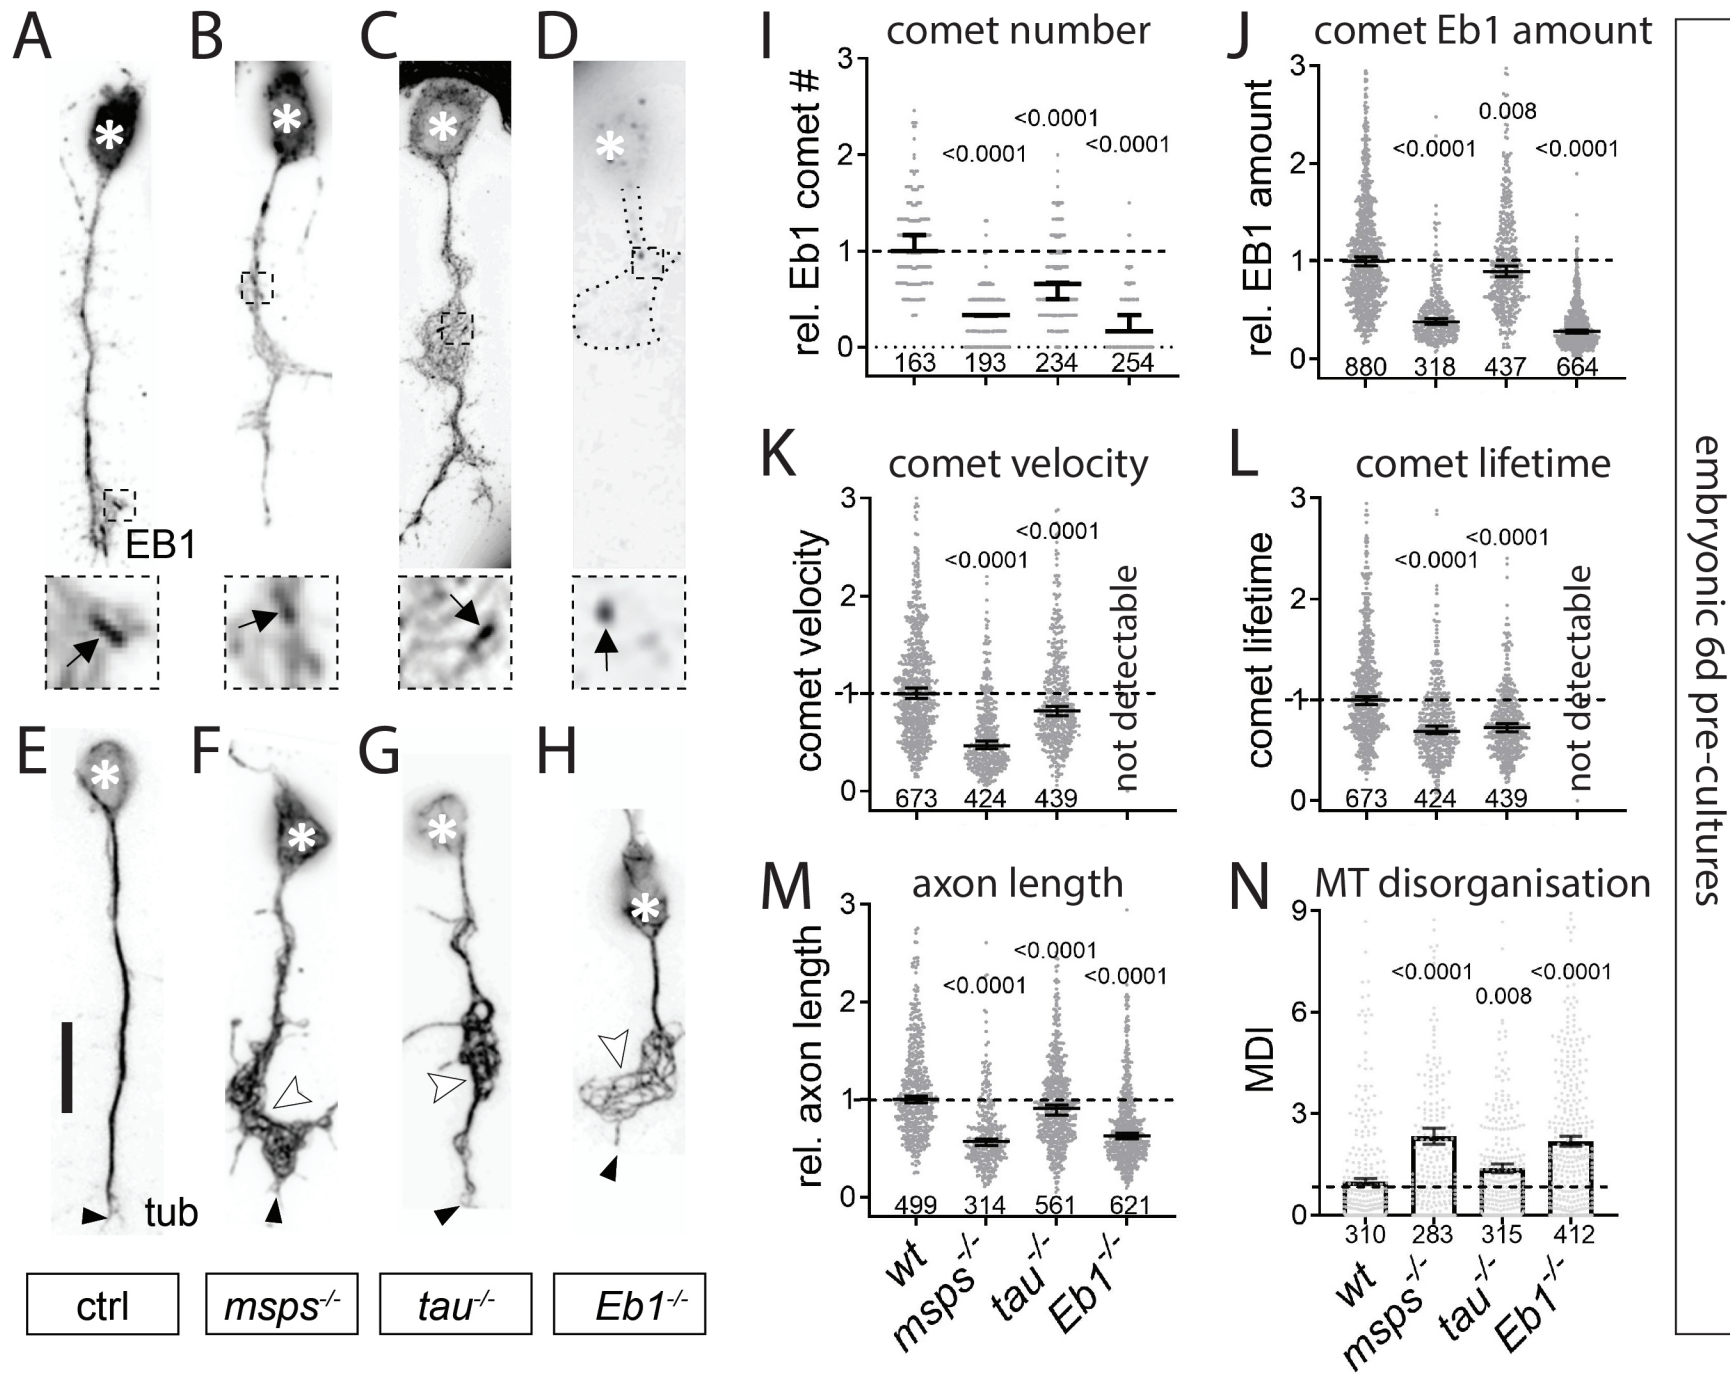 A
B
C
D
EB1
E
F
G
H
tub
ctrl
msps-/-
tau-/-
Eb1-/-
I comet number
rel. Eb1 comet #
3
2
1
0
<0.0001
<0.0001
<0.0001
163 193 234 254
J comet Eb1 amount
rel. EB1 amount
3
2
1
0
<0.0001
0.008
<0.0001
880 318 437 664
K comet velocity
comet velocity
3
2
1
0
<0.0001
<0.0001
not detectable
673 424 439
L comet lifetime
comet lifetime
3
2
1
0
<0.0001
<0.0001
not detectable
673 424 439
M axon length
rel. axon length
3
2
1
0
<0.0001
<0.0001
<0.0001
499 314 561 621
wt
msps-/-
tau-/-
Eb1-/-
N MT disorganisation
MDI
9
6
3
0
<0.0001
0.008
<0.0001
310 283 315 412
wt
msps-/-
tau-/-
Eb1-/-
embryonic 6d pre-cultures